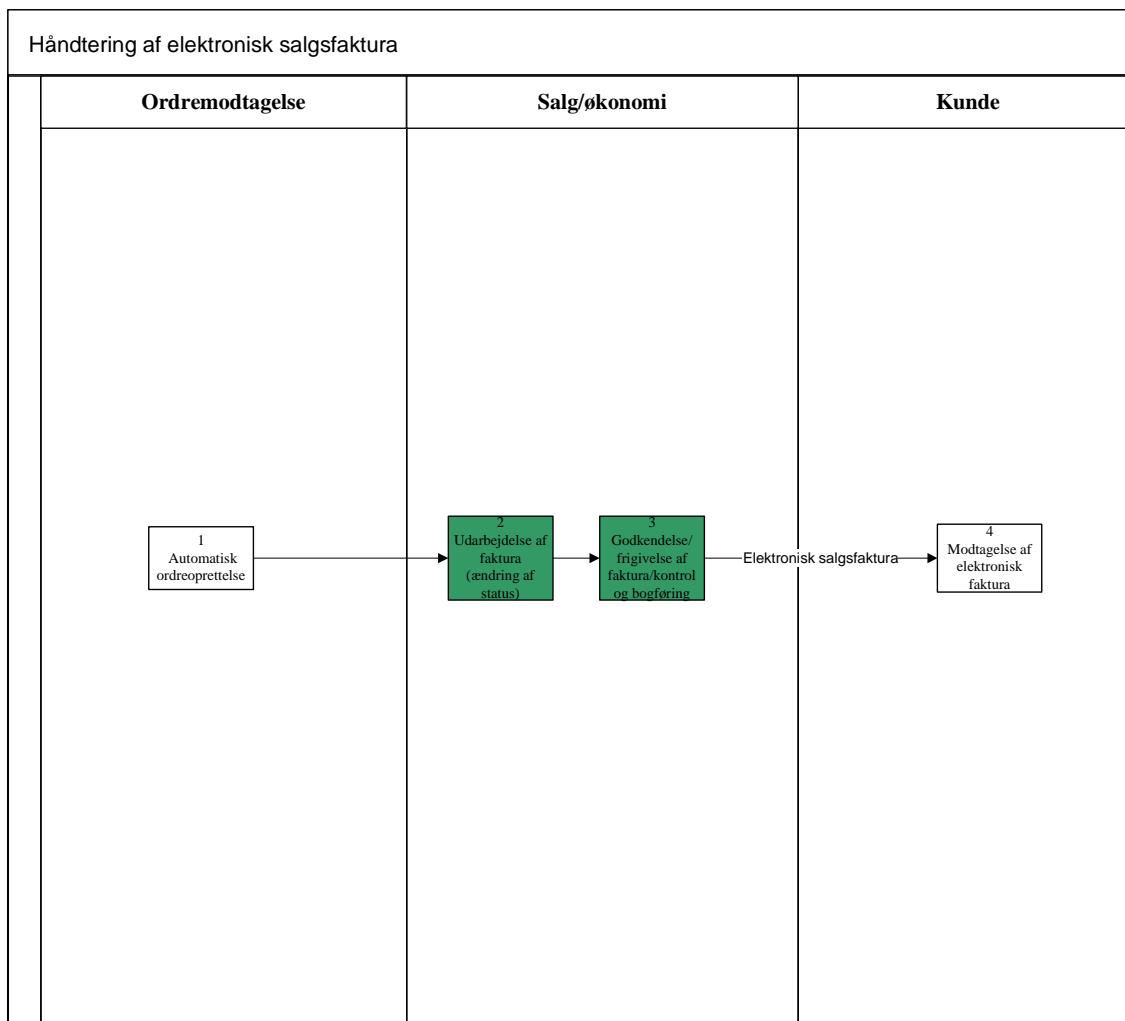 Håndtering af elektronisk salgsfaktura
Ordremodtagelse
Salg/økonomi
Kunde
1
Automatisk
ordreoprettelse
2
Udarbejdelse af
faktura
(ændring af
status)
3
Godkendelse/
frigivelse af
faktura/kontrol
og bogføring
Elektronisk salgsfaktura
4
Modtagelse af
elektronisk
faktura